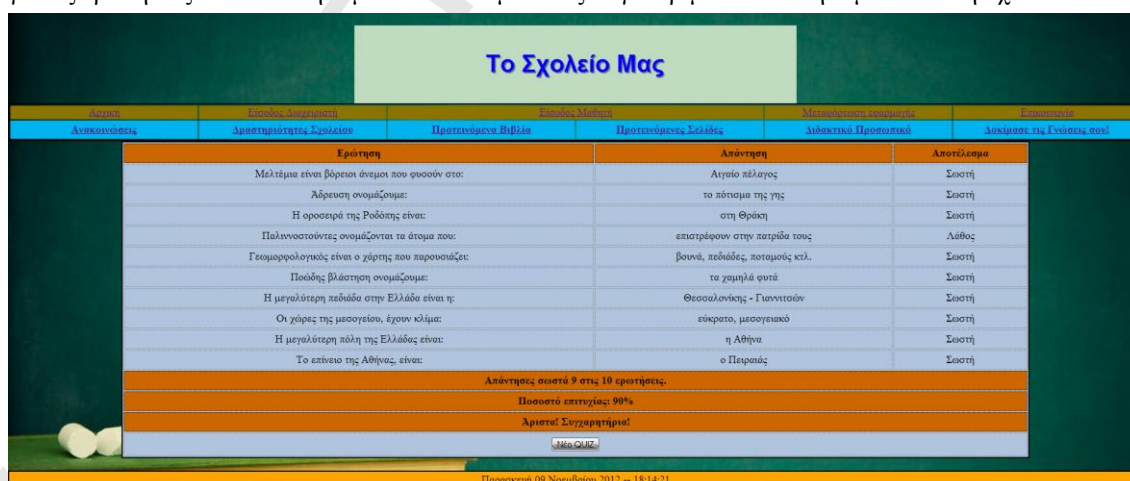 Το Σχολείο Μας
Αρχική Είσοδος Διαχειριστή Είσοδος Μαθητή Μεταφόρτωση εφαρμογής Επικοινωνία
Ανακοινώσεις Δραστηριότητες Σχολείου Προτεινόμενα Βιβλία Προτεινόμενες Σελίδες Διδακτικό Προσωπικό Δοκίμασε τις Γνώσεις σου!
Ερώτηση Απάντηση Αποτέλεσμα
Μελτέμια είναι βόρειοι άνεμοι που φυσούν στο: Αιγαίο πέλαγος Σωστή
Άδρευση ονομάζουμε: το πότισμα της γης Σωστή
Η οροσειρά της Ροδόπης είναι: στη Θράκη Σωστή
Παλιννοστούντες ονομάζονται τα άτομα που: επιστρέφουν στην πατρίδα τους Λάθος
Γεωμορφολογικός είναι ο χάρτης που παρουσιάζει: βουνά, πεδιάδες, ποταμούς κτλ. Σωστή
Ποώδης βλάστηση ονομάζουμε: τα χαμηλά φυτά Σωστή
Η μεγαλύτερη πεδιάδα στην Ελλάδα είναι η: Θεσσαλονίκης - Γιαννιτσών Σωστή
Οι χώρες της μεσογείου, έχουν κλίμα: εύκρατο, μεσογειακό Σωστή
Η μεγαλύτερη πόλη της Ελλάδας είναι: η Αθήνα Σωστή
Το επίνειο της Αθήνας, είναι: ο Πειραιάς Σωστή
Απάντησες σωστά 9 στις 10 ερωτήσεις.
Ποσοστό επιτυχίας: 90%
Άριστα! Συγχαρητήρια!
Νέο QUIZ
Παρασκευή 09 Νοεμβρίου 2012 -- 18:14:21